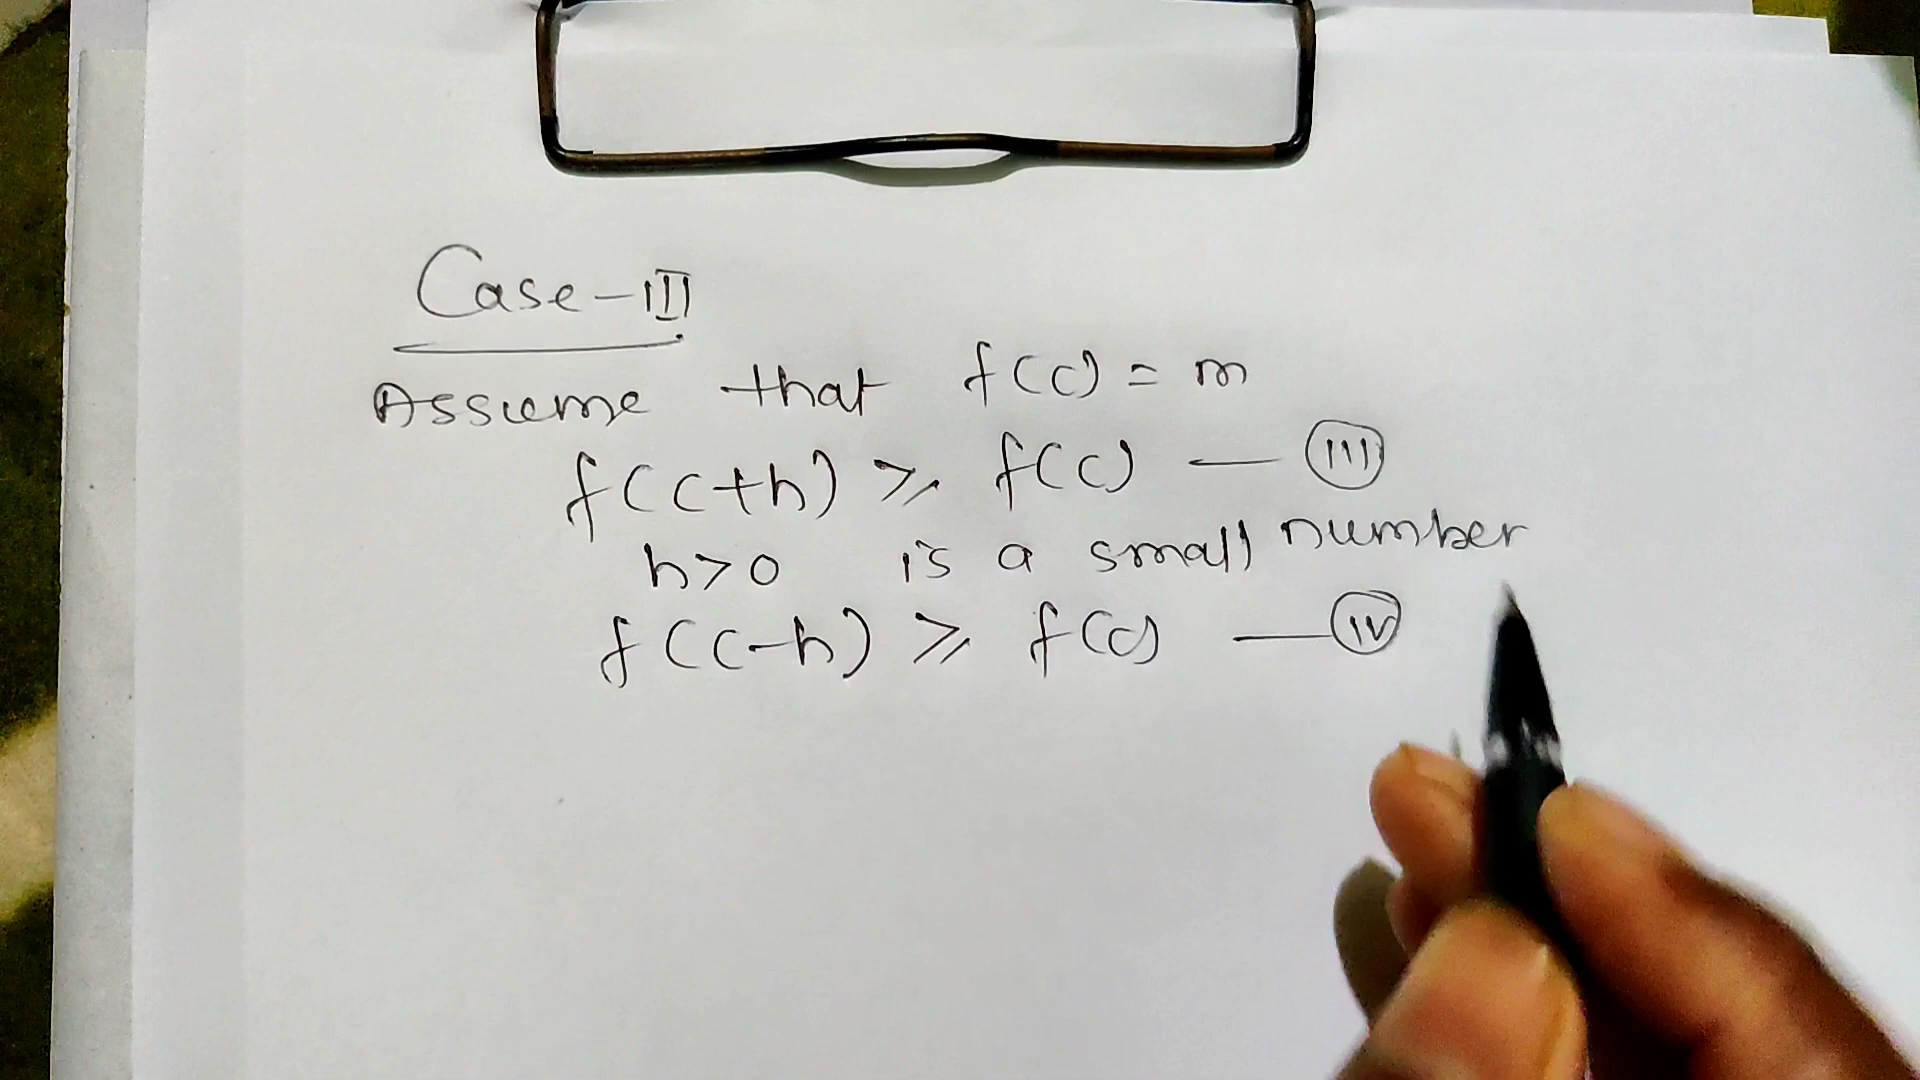 Case-III
Assume that f(c) = m
f(c+h) ⩾ f(c) — III
h>0 is a small number
f(c-h) ⩾ f(c) — IV